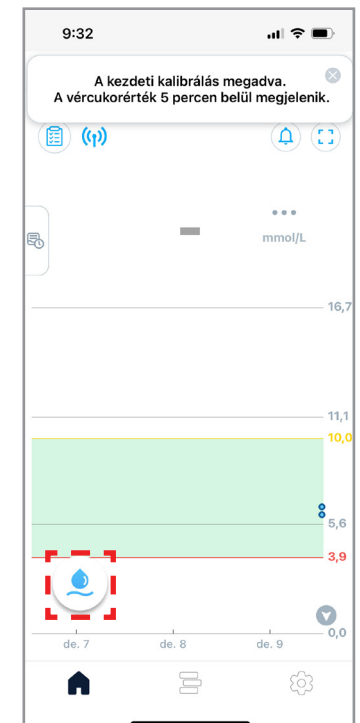 9:32
A kezdeti kalibrálás megadva.
A vércukorérték 5 percen belül megjelenik.
mmol/L
16,7
11,1
10,0
5,6
3,9
0,0
de. 7
de. 8
de. 9